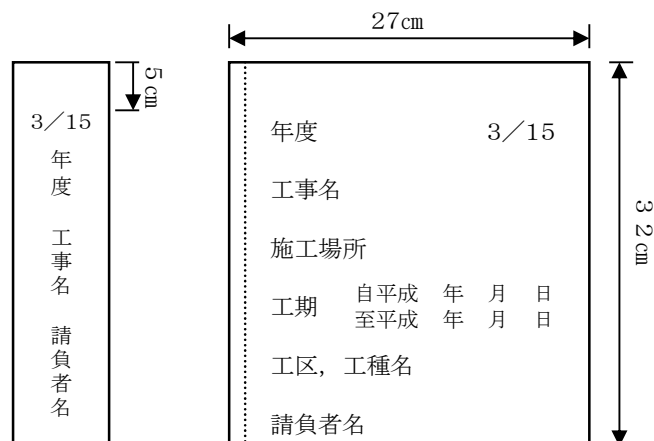 27㎝
5㎝
3／15
年度　工事名　請負者名
年度　3／15
工事名
施工場所
工期　自平成　年　月　日
至平成　年　月　日
工区，工種名
請負者名
32㎝